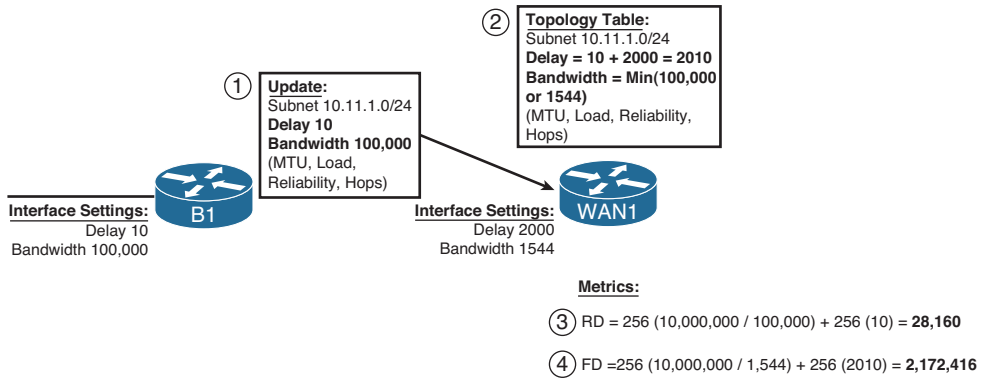 1
Update:
Subnet 10.11.1.0/24
Delay 10
Bandwidth 100,000
(MTU, Load,
Reliability, Hops)
2
Topology Table:
Subnet 10.11.1.0/24
Delay = 10 + 2000 = 2010
Bandwidth = Min(100,000
or 1544)
(MTU, Load, Reliability,
Hops)
B1
Interface Settings:
Delay 10
Bandwidth 100,000
WAN1
Interface Settings:
Delay 2000
Bandwidth 1544
Metrics:
3 RD = 256 (10,000,000 / 100,000) + 256 (10) = 28,160
4 FD =256 (10,000,000 / 1,544) + 256 (2010) = 2,172,416